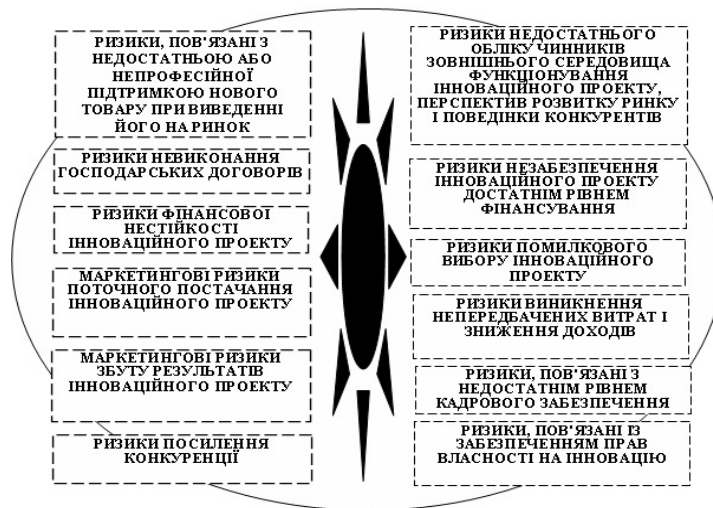 РИЗИКИ, ПОВ'ЯЗАНІ З
НЕДОСТАТНЬОЮ АБО
НЕПРОФЕСІЙНОЇ
ПІДТРИМКОЮ НОВОГО
ТОВАРУ ПРИ ВИВЕДЕННІ
ЙОГО НА РИНОК
РИЗИКИ НЕВИКОНАННЯ
ГОСПОДАРСЬКИХ ДОГОВОРІВ
РИЗИКИ ФІНАНСОВОЇ
НЕСТІЙКОСТІ
ІННОВАЦІЙНОГО ПРОЕКТУ
МАРКЕТИНГОВІ РИЗИКИ
ПОТОЧНОГО ПОСТАЧАННЯ
ІННОВАЦІЙНОГО ПРОЕКТУ
МАРКЕТИНГОВІ РИЗИКИ
ЗБУТУ РЕЗУЛЬТАТІВ
ІННОВАЦІЙНОГО ПРОЕКТУ
РИЗИКИ ПОСИЛЕННЯ
КОНКУРЕНЦІЇ
РИЗИКИ НЕДОСТАТНЬОГО
ОБЛІКУ ЧИННИКІВ
ЗОВНІШНЬОГО СЕРЕДОВИЩА
ФУНКЦІОНУВАННЯ
ІННОВАЦІЙНОГО ПРОЕКТУ,
ПЕРСПЕКТИВ РОЗВИТКУ РИНКУ
І ПОВЕДІНКИ КОНКУРЕНТІВ
РИЗИКИ НЕЗАБЕЗПЕЧЕННЯ
ІННОВАЦІЙНОГО ПРОЕКТУ
ДОСТАТНІМ РІВНЕМ
ФІНАНСУВАННЯ
РИЗИКИ ПОМИЛКОВОГО
ВИБОРУ ІННОВАЦІЙНОГО
ПРОЕКТУ
РИЗИКИ ВИНИКНЕННЯ
НЕПЕРЕДБАЧЕНИХ ВИТРАТ І
ЗНИЖЕННЯ ДОХОДІВ
РИЗИКИ, ПОВ'ЯЗАНІ З
НЕДОСТАТНІМ РІВНЕМ
КАДРОВОГО ЗАБЕЗПЕЧЕННЯ
РИЗИКИ, ПОВ'ЯЗАНІ ІЗ
ЗАБЕЗПЕЧЕННЯМ ПРАВ
ВЛАСНОСТІ НА ІННОВАЦІЮ